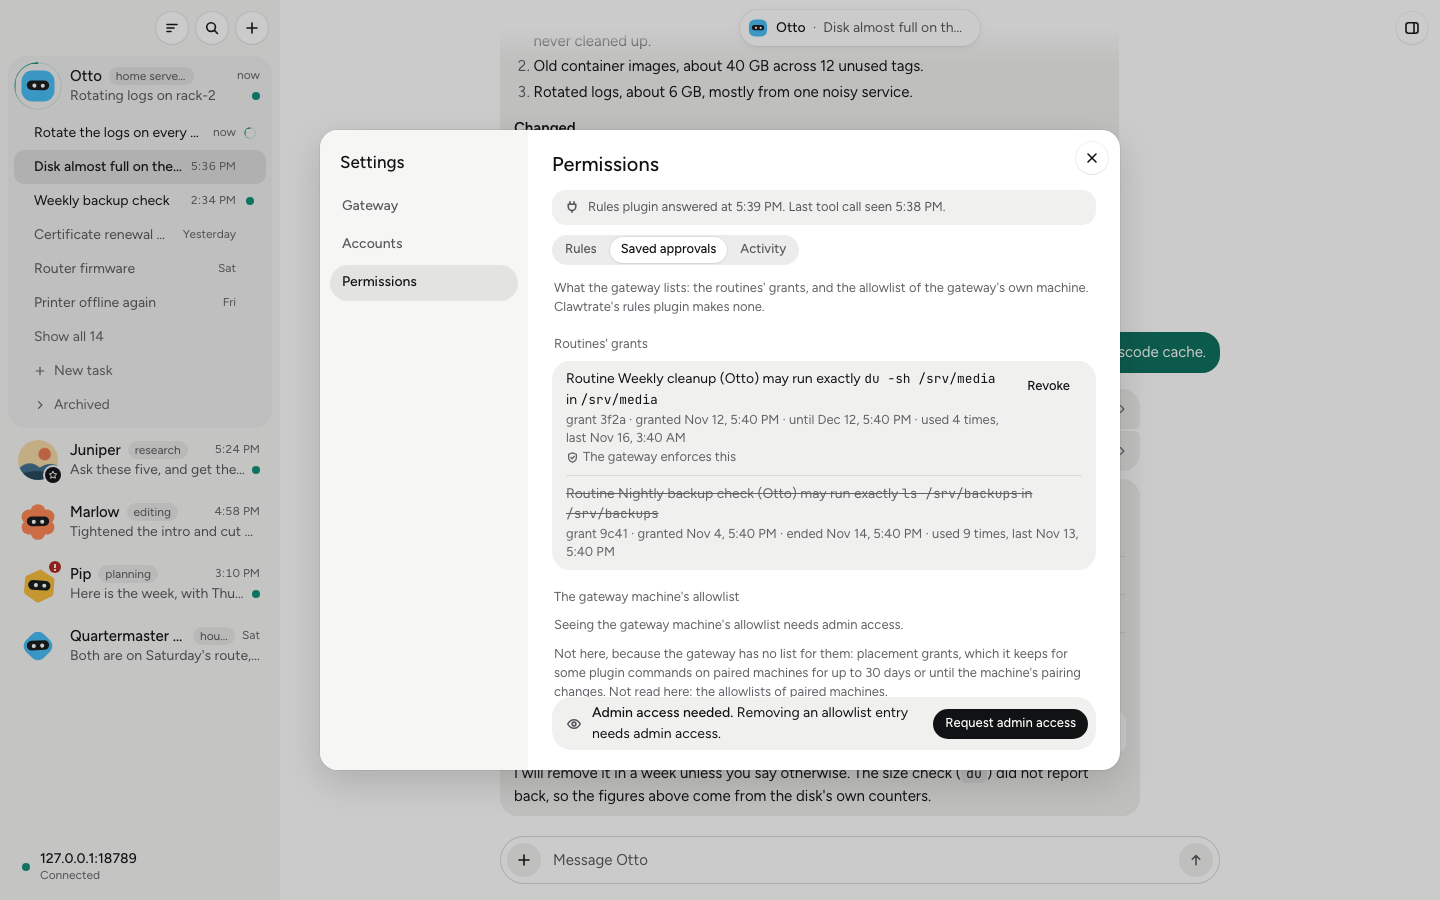 Otto · Disk almost full on th...
never cleaned up.
2. Old container images, about 40 GB across 12 unused tags.
3. Rotated logs, about 6 GB, mostly from one noisy service.
Changed
Otto home serve... now
Rotating logs on rack-2
Rotate the logs on every ... now
Disk almost full on the... 5:36 PM
Weekly backup check 2:34 PM
Certificate renewal ... Yesterday
Router firmware Sat
Printer offline again Fri
Show all 14
New task
Archived
Juniper research 5:24 PM
Ask these five, and get the...
Marlow editing 4:58 PM
Tightened the intro and cut ...
Pip planning 3:10 PM
Here is the week, with Thu...
Quartermaster ... hou... Sat
Both are on Saturday's route,...
127.0.0.1:18789
Connected
Settings
Gateway
Accounts
Permissions
Permissions
Rules plugin answered at 5:39 PM. Last tool call seen 5:38 PM.
Rules Saved approvals Activity
What the gateway lists: the routines' grants, and the allowlist of the gateway's own machine.
Clawtrate's rules plugin makes none.
Routines' grants
Routine Weekly cleanup (Otto) may run exactly du -sh /srv/media
in /srv/media
Revoke
grant 3f2a · granted Nov 12, 5:40 PM · until Dec 12, 5:40 PM · used 4 times,
last Nov 16, 3:40 AM
The gateway enforces this
Routine Nightly backup check (Otto) may run exactly ls /srv/backups in
/srv/backups
grant 9c41 · granted Nov 4, 5:40 PM · ended Nov 14, 5:40 PM · used 9 times, last Nov 13,
5:40 PM
The gateway machine's allowlist
Seeing the gateway machine's allowlist needs admin access.
Not here, because the gateway has no list for them: placement grants, which it keeps for
some plugin commands on paired machines for up to 30 days or until the machine's pairing
changes. Not read here: the allowlists of paired machines.
Admin access needed. Removing an allowlist entry
needs admin access.
Request admin access
scode cache.
I will remove it in a week unless you say otherwise. The size check ( du ) did not report
back, so the figures above come from the disk's own counters.
Message Otto